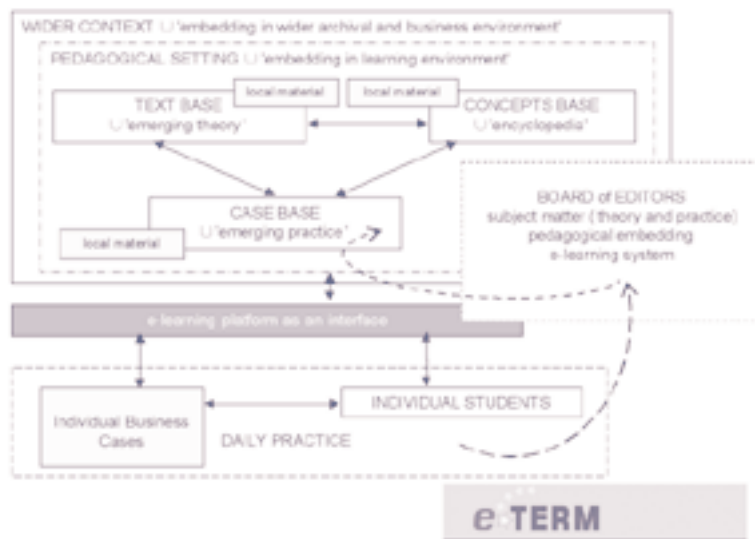 WIDER CONTEXT ∪ 'embedding in wider archival and business environment'
PEDAGOGICAL SETTING ∪ 'embedding in learning environment'
local material
local material
TEXT BASE
∪ 'emerging theory'
CONCEPTS BASE
∪ 'encyclopedia'
CASE BASE
∪ 'emerging practice'
local material
BOARD of EDITORS
subject matter ( theory and practice)
pedagogical embedding
e-learning system
e-learning platform as an interface
Individual Business
Cases
INDIVIDUAL STUDENTS
DAILY PRACTICE
e TERM